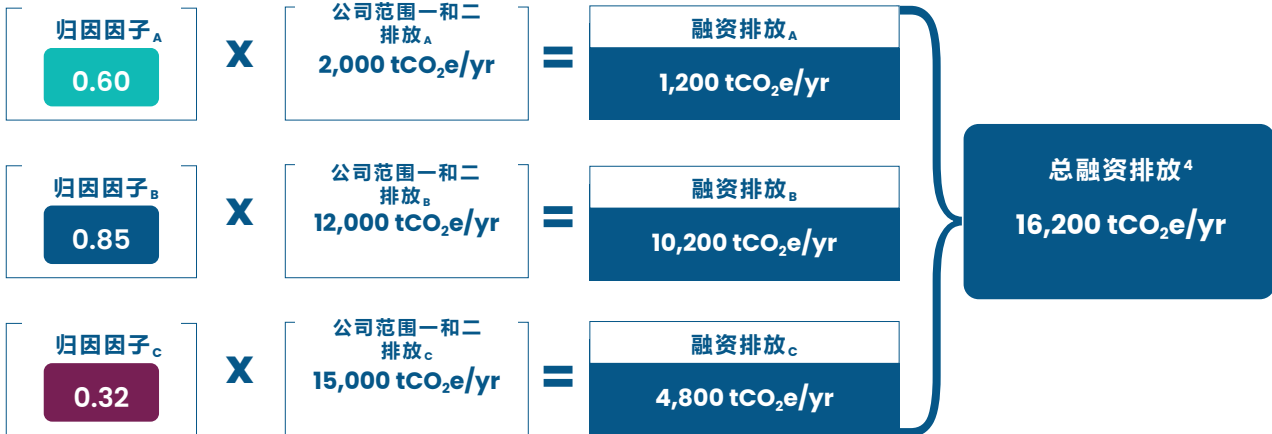 归因因子A
0.60
x
公司范围一和二
排放A
2,000 tCO₂e/yr
=
融资排放A
1,200 tCO₂e/yr
归因因子B
0.85
x
公司范围一和二
排放B
12,000 tCO₂e/yr
=
融资排放B
10,200 tCO₂e/yr
归因因子C
0.32
x
公司范围一和二
排放C
15,000 tCO₂e/yr
=
融资排放C
4,800 tCO₂e/yr
总融资排放⁴
16,200 tCO₂e/yr